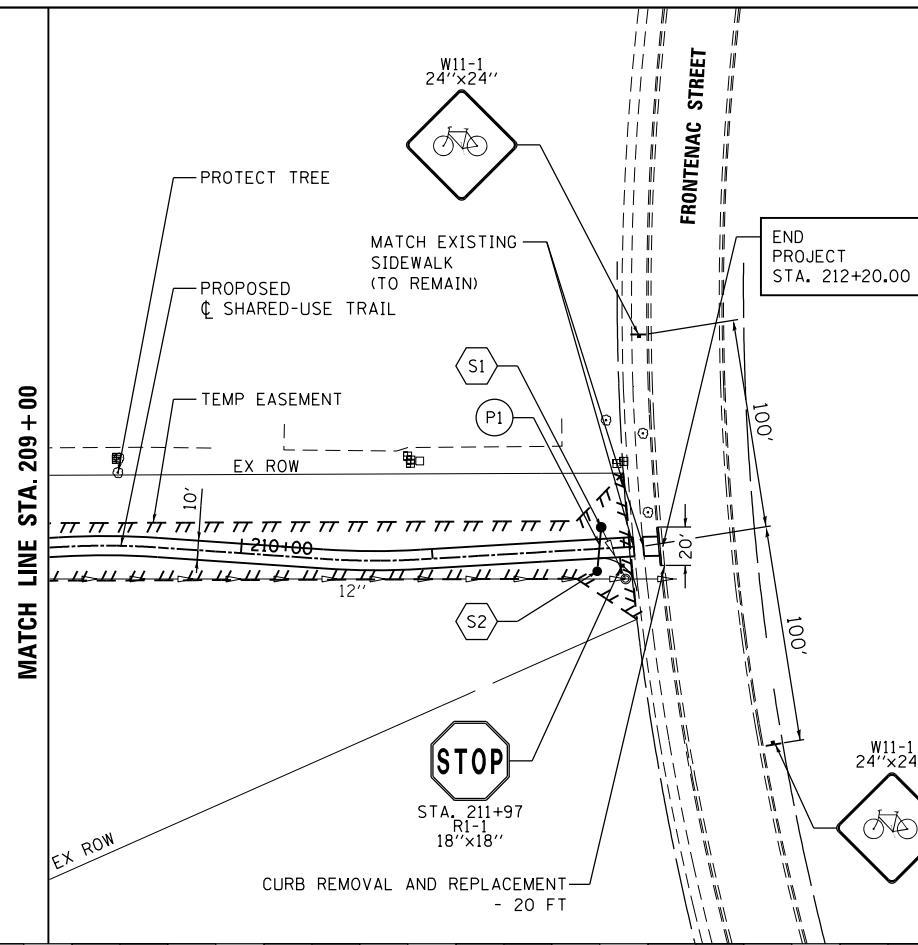 W11-1
24''x24''
FRONTENAC STREET
PROTECT TREE
MATCH EXISTING
SIDEWALK
(TO REMAIN)
END
PROJECT
STA. 212+20.00
PROPOSED
℄ SHARED-USE TRAIL
S1
TEMP EASEMENT
P1
100'
MATCH LINE STA. 209+00
EX ROW
10'
210+00
20'
12''
S2
100'
STOP
STA. 211+97
R1-1
18''x18''
W11-1
24''x24
EX ROW
CURB REMOVAL AND REPLACEMENT
- 20 FT